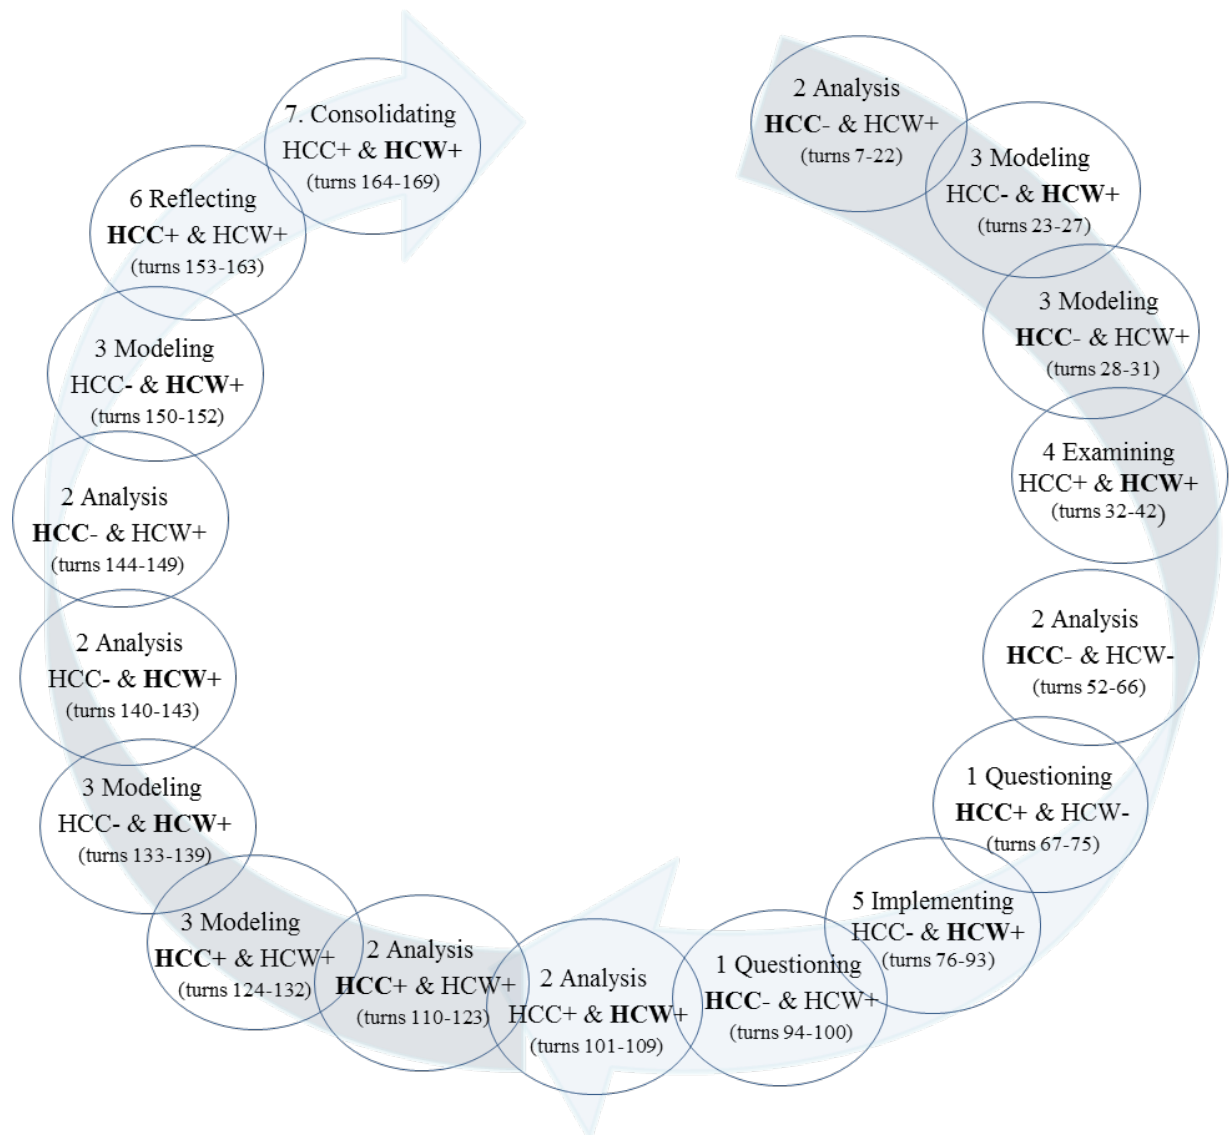 2 Analysis
HCC- & HCW+
(turns 7-22)
3 Modeling
HCC- & HCW+
(turns 23-27)
3 Modeling
HCC- & HCW+
(turns 28-31)
4 Examining
HCC+ & HCW+
(turns 32-42)
2 Analysis
HCC- & HCW-
(turns 52-66)
1 Questioning
HCC+ & HCW-
(turns 67-75)
5 Implementing
HCC- & HCW+
(turns 76-93)
1 Questioning
HCC- & HCW+
(turns 94-100)
2 Analysis
HCC+ & HCW+
(turns 101-109)
2 Analysis
HCC+ & HCW+
(turns 110-123)
3 Modeling
HCC+ & HCW+
(turns 124-132)
3 Modeling
HCC- & HCW+
(turns 133-139)
2 Analysis
HCC- & HCW+
(turns 140-143)
2 Analysis
HCC- & HCW+
(turns 144-149)
3 Modeling
HCC- & HCW+
(turns 150-152)
6 Reflecting
HCC+ & HCW+
(turns 153-163)
7. Consolidating
HCC+ & HCW+
(turns 164-169)